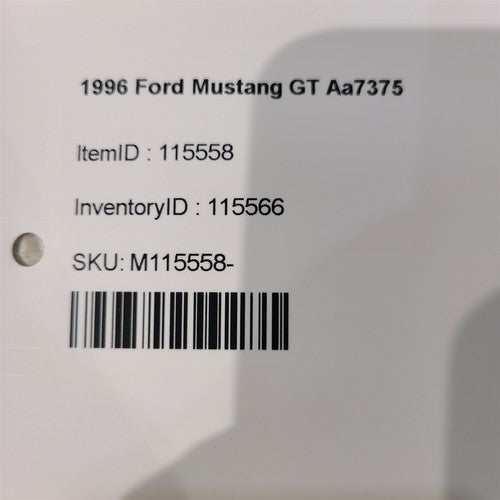 1996 Ford Mustang GT Aa7375
ItemID : 115558
InventoryID : 115566
SKU: M115558-